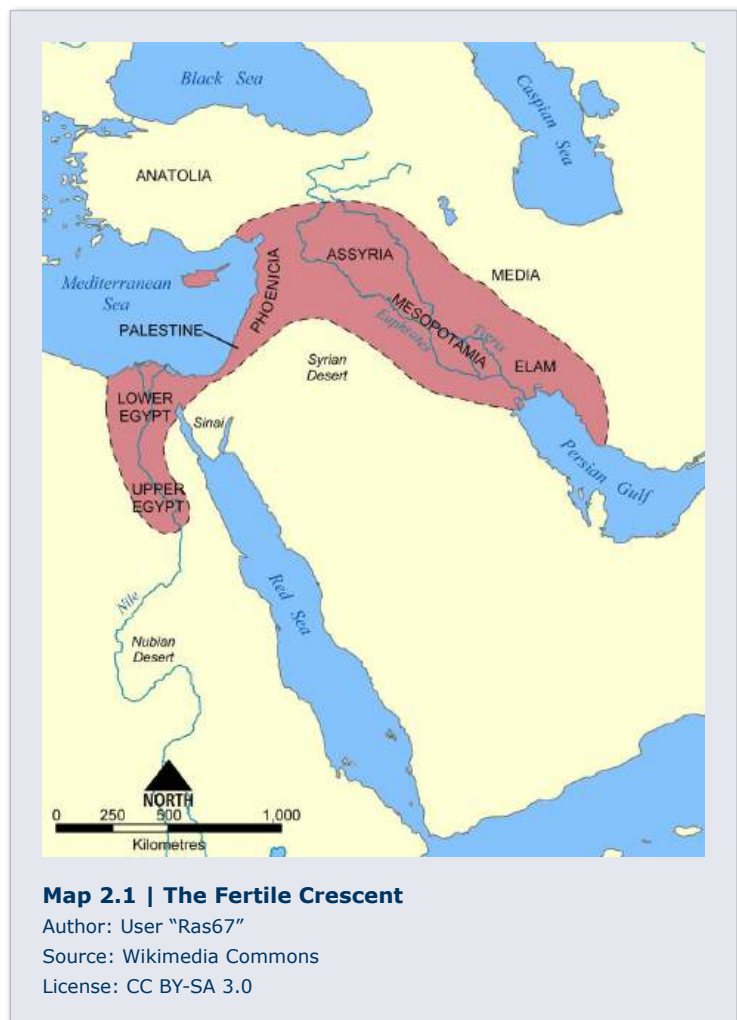 Black Sea
Caspian
Sea
ANATOLIA
ASSYRIA
MEDIA
Mediterranean
Sea
PHOENICIA
MESOPOTAMIA
Tigris
Euphrates
PALESTINE
Syrian
Desert
ELAM
LOWER
EGYPT
Sinai
Persian Gulf
UPPER
EGYPT
Red Sea
Nile
Nubian
Desert
NORTH
0 250 500 1,000
Kilometres
Map 2.1 | The Fertile Crescent
Author: User “Ras67”
Source: Wikimedia Commons
License: CC BY-SA 3.0